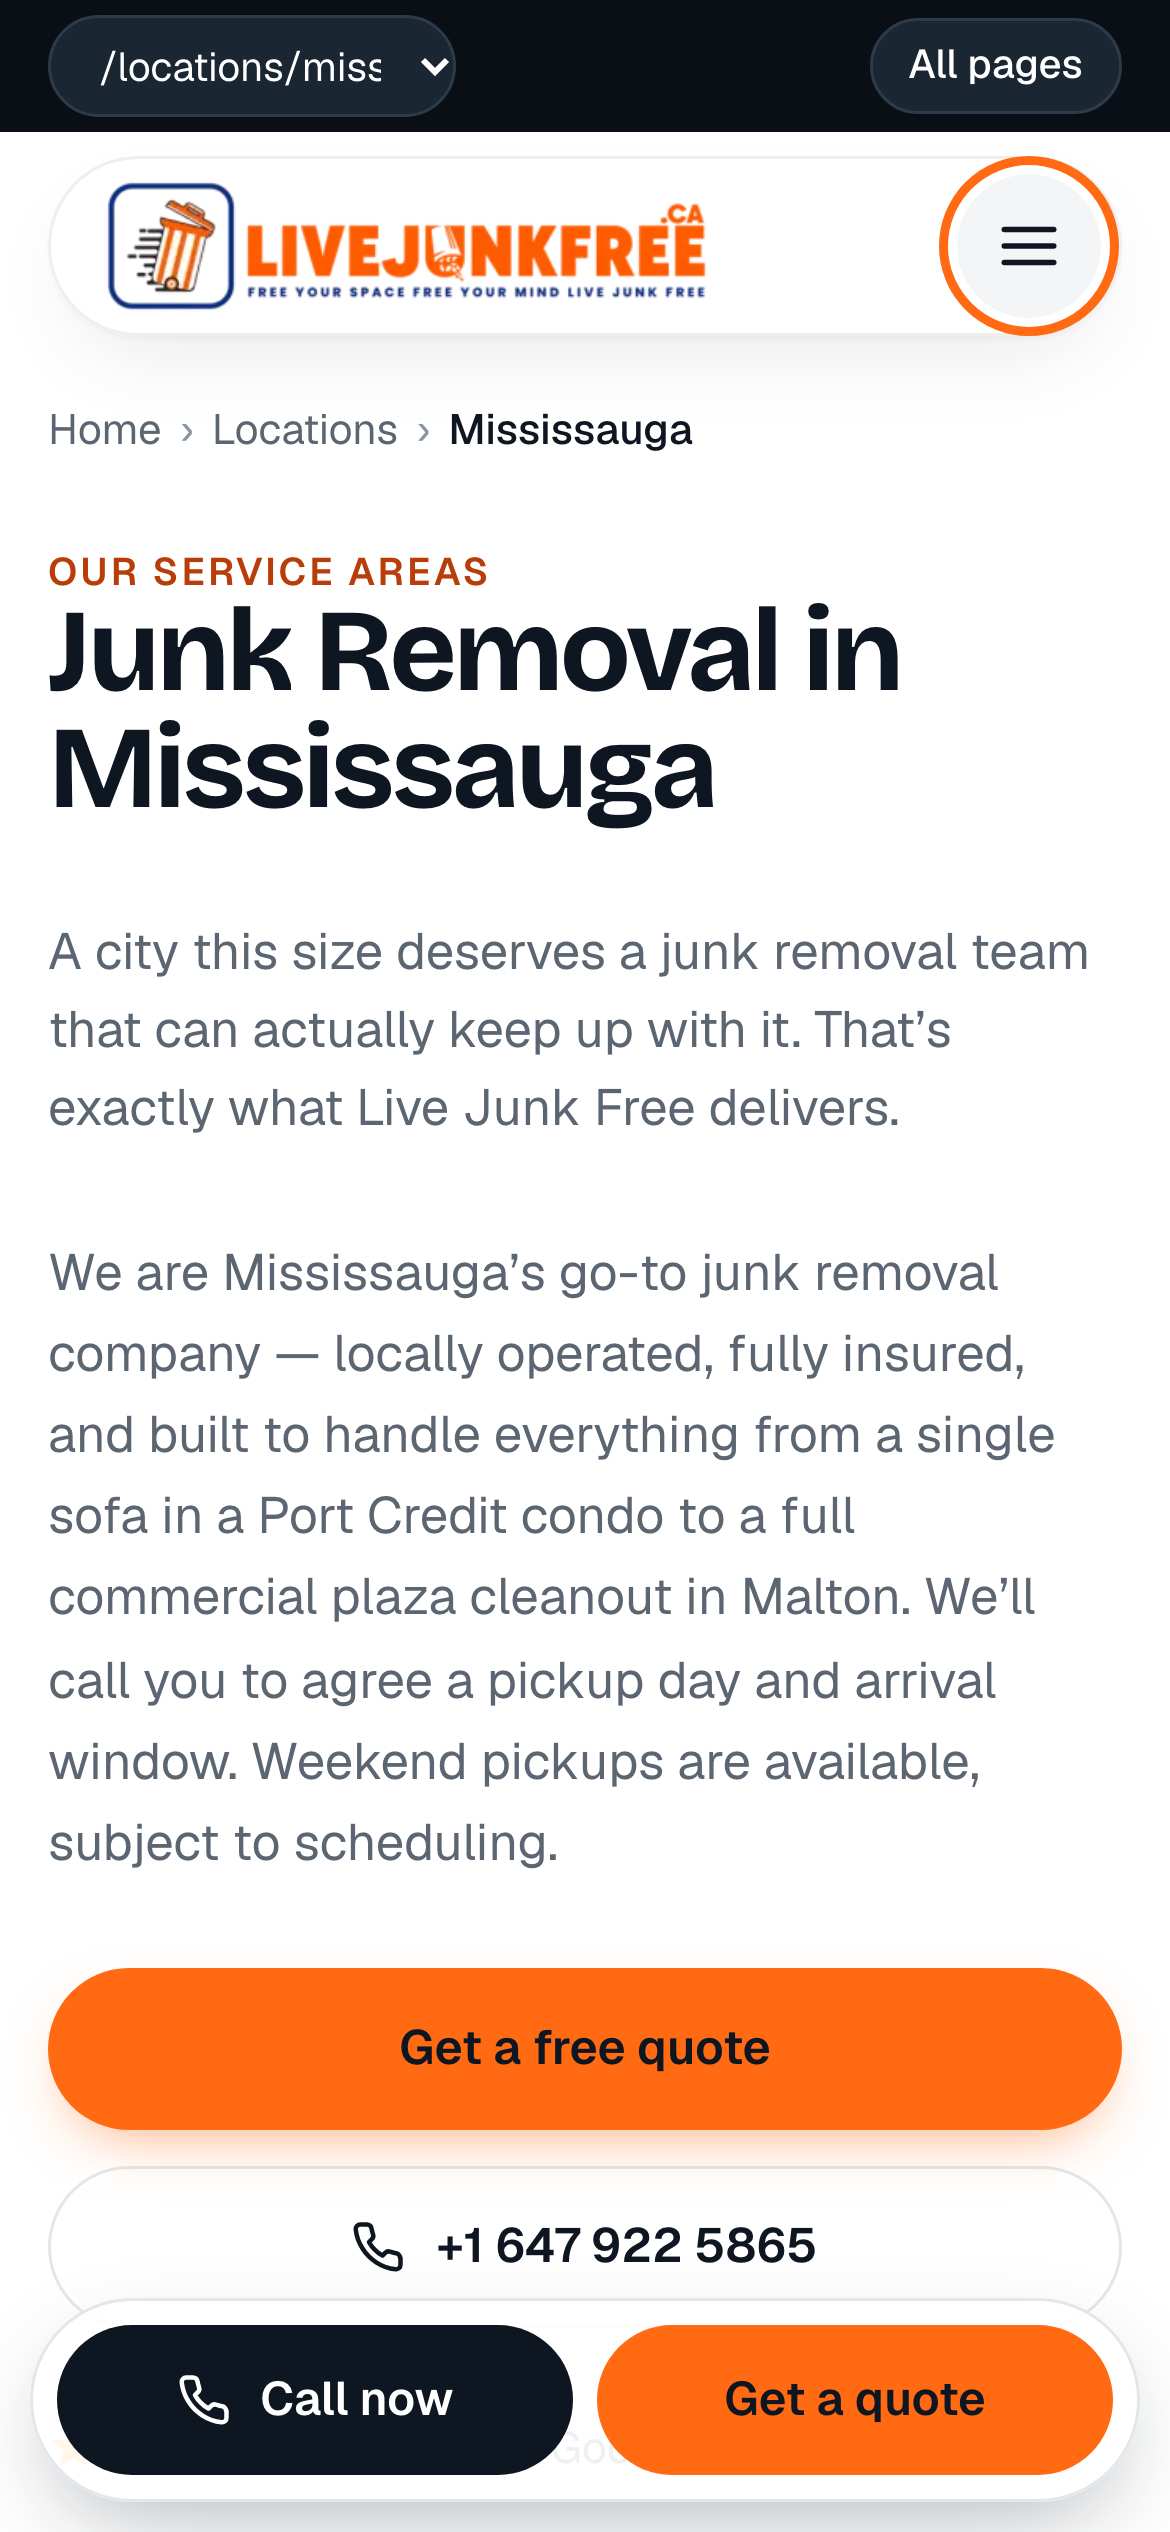 /locations/miss
All pages
.CA
LIVEJUNKFREE
FREE YOUR SPACE FREE YOUR MIND LIVE JUNK FREE
Home › Locations › Mississauga
OUR SERVICE AREAS
Junk Removal in
Mississauga
A city this size deserves a junk removal team
that can actually keep up with it. That’s
exactly what Live Junk Free delivers.
We are Mississauga’s go-to junk removal
company — locally operated, fully insured,
and built to handle everything from a single
sofa in a Port Credit condo to a full
commercial plaza cleanout in Malton. We’ll
call you to agree a pickup day and arrival
window. Weekend pickups are available,
subject to scheduling.
Get a free quote
+1 647 922 5865
Call now
Get a quote